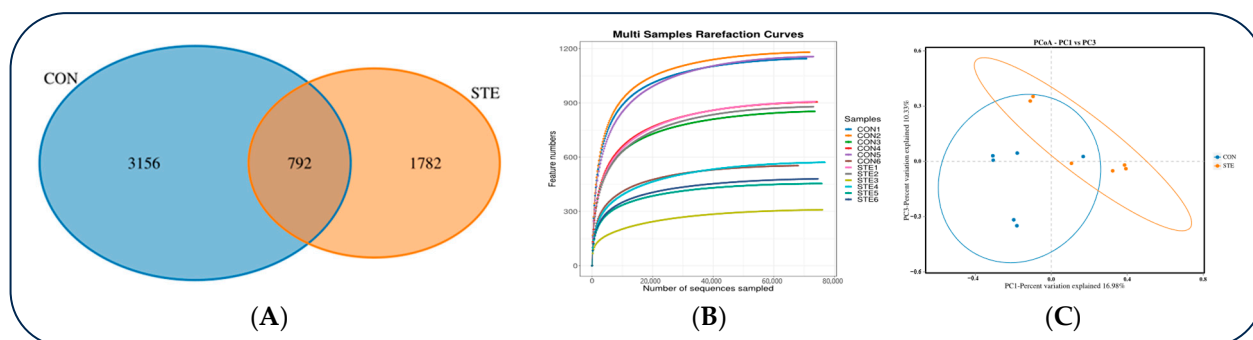 CON
STE
3156
792
1782
(A)
Multi Samples Rarefaction Curves
Feature numbers
1200
900
600
300
0
0
20,000
40,000
60,000
80,000
Number of sequences sampled
Samples
CON1
CON2
CON3
CON4
CON5
CON6
STE1
STE2
STE3
STE4
STE5
STE6
(B)
PCoA - PC1 vs PC3
PC3-Percent variation explained 10.33%
0.6
0.3
0.0
-0.3
-0.6
-0.4
0.0
0.4
0.8
PC1-Percent variation explained 16.98%
CON
STE
(C)